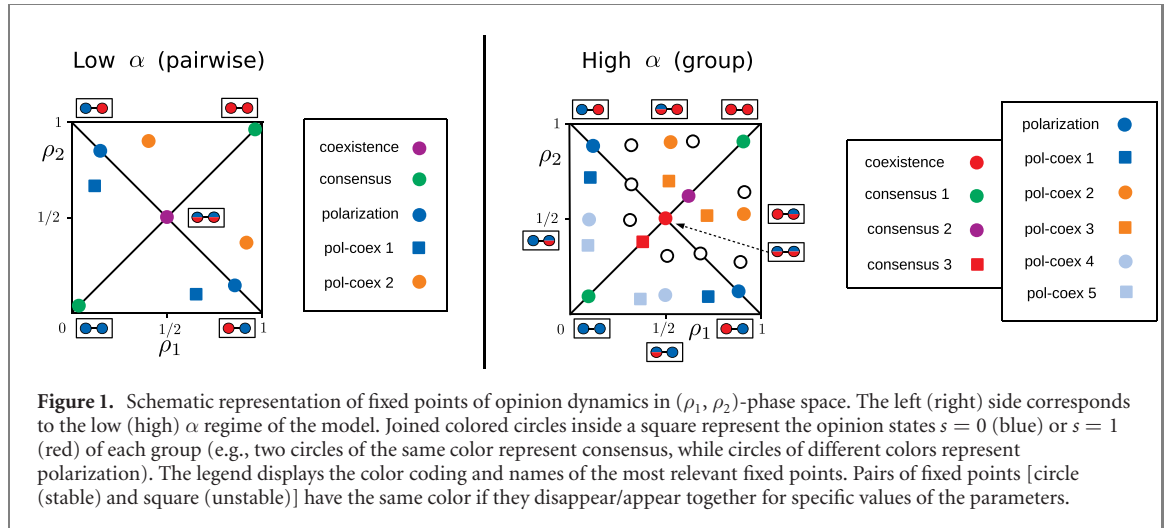 Low α (pairwise)
1
ρ2
1/2
0
1/2
1
ρ1
coexistence
consensus
polarization
pol-coex 1
pol-coex 2
High α (group)
1
ρ2
1/2
0
1/2
ρ1
1
coexistence
consensus 1
consensus 2
consensus 3
polarization
pol-coex 1
pol-coex 2
pol-coex 3
pol-coex 4
pol-coex 5
Figure 1. Schematic representation of fixed points of opinion dynamics in (ρ1, ρ2)-phase space. The left (right) side corresponds
to the low (high) α regime of the model. Joined colored circles inside a square represent the opinion states s = 0 (blue) or s = 1
(red) of each group (e.g., two circles of the same color represent consensus, while circles of different colors represent
polarization). The legend displays the color coding and names of the most relevant fixed points. Pairs of fixed points [circle
(stable) and square (unstable)] have the same color if they disappear/appear together for specific values of the parameters.